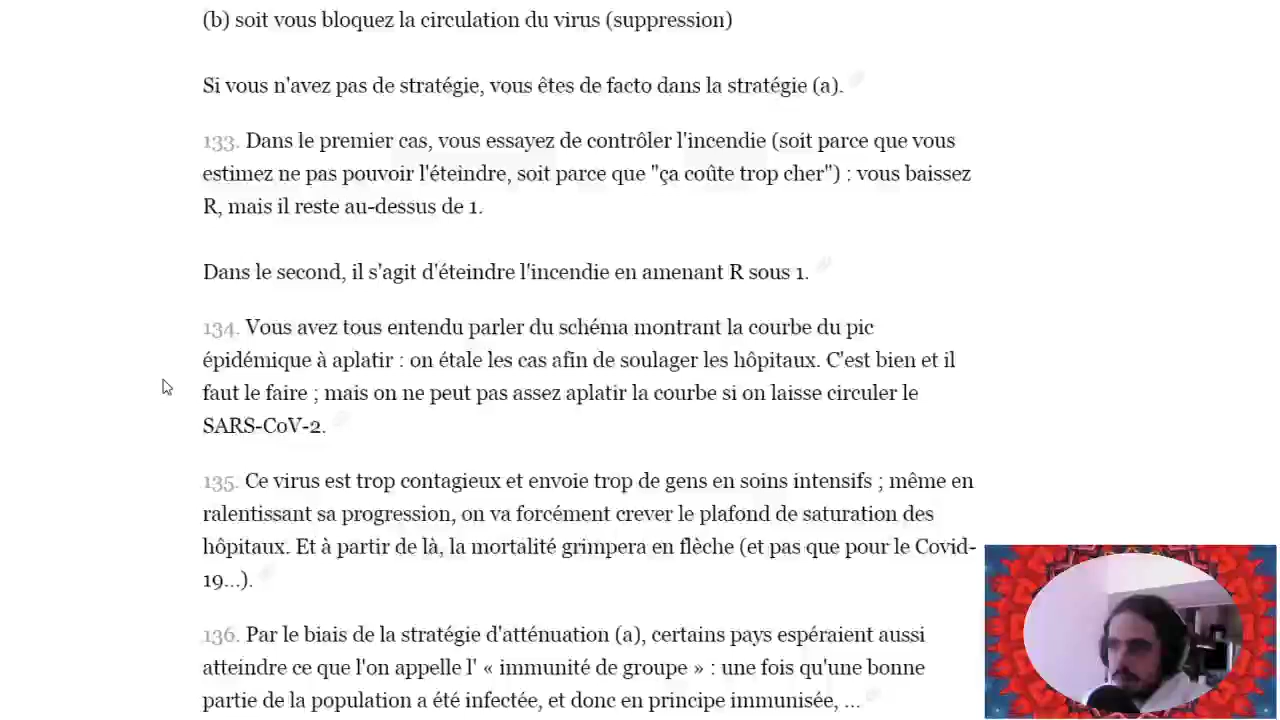 (b) soit vous bloquez la circulation du virus (suppression)
Si vous n'avez pas de stratégie, vous êtes de facto dans la stratégie (a).
133. Dans le premier cas, vous essayez de contrôler l'incendie (soit parce que vous
estimez ne pas pouvoir l'éteindre, soit parce que "ça coûte trop cher") : vous baissez
R, mais il reste au-dessus de 1.
Dans le second, il s'agit d'éteindre l'incendie en amenant R sous 1.
134. Vous avez tous entendu parler du schéma montrant la courbe du pic
épidémique à aplatir : on étale les cas afin de soulager les hôpitaux. C'est bien et il
faut le faire ; mais on ne peut pas assez aplatir la courbe si on laisse circuler le
SARS-CoV-2.
135. Ce virus est trop contagieux et envoie trop de gens en soins intensifs ; même en
ralentissant sa progression, on va forcément crever le plafond de saturation des
hôpitaux. Et à partir de là, la mortalité grimpera en flèche (et pas que pour le Covid-
19...).
136. Par le biais de la stratégie d'atténuation (a), certains pays espéraient aussi
atteindre ce que l'on appelle l' « immunité de groupe » : une fois qu'une bonne
partie de la population a été infectée, et donc en principe immunisée, ...